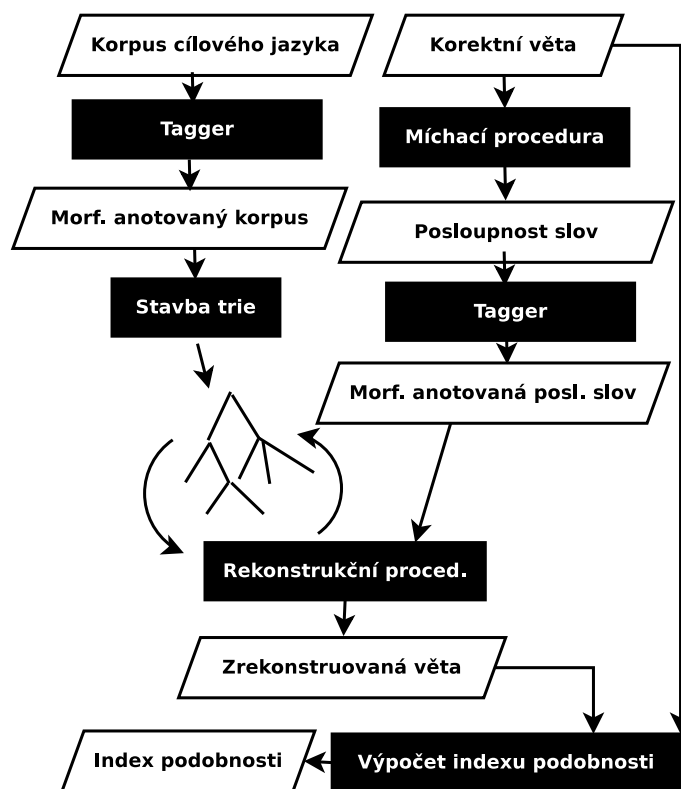 Korpus cílového jazyka
Korektní věta
Tagger
Míchací procedura
Morf. anotovaný korpus
Posloupnost slov
Stavba trie
Tagger
Morf. anotovaná posl. slov
Rekonstrukční proced.
Zrekonstruovaná věta
Index podobnosti
Výpočet indexu podobnosti